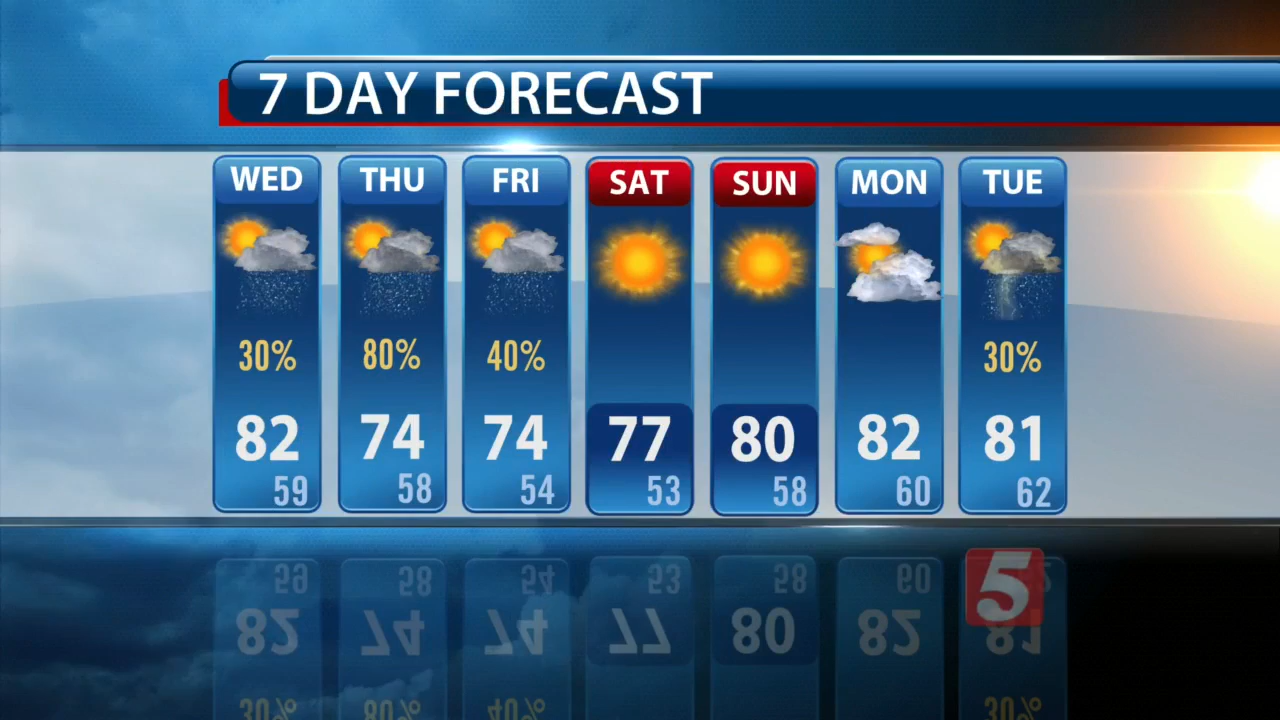 7 DAY FORECAST
WED THU FRI SAT SUN MON TUE
30% 80% 40% 30%
82 74 74 77 80 82 81
59 58 54 53 58 60 62
5